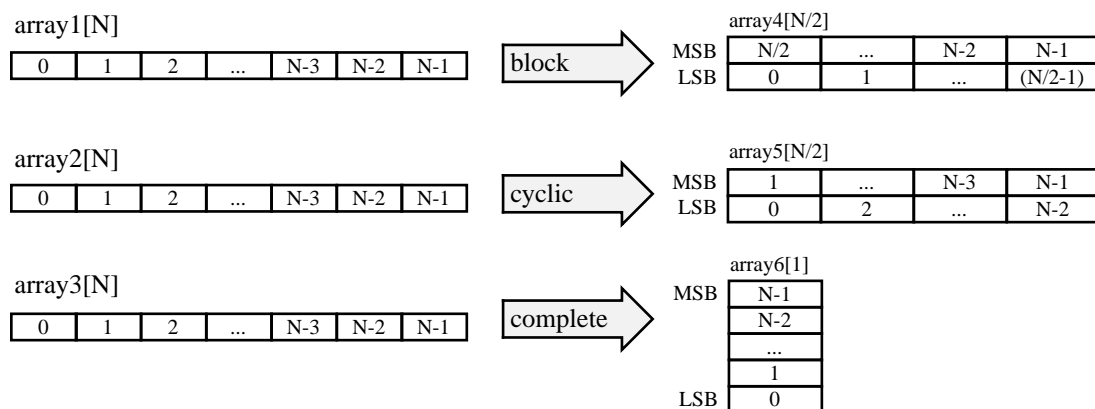 array1[N]
0 1 2 ... N-3 N-2 N-1
block
array4[N/2]
MSB N/2 ... N-2 N-1
LSB 0 1 ... (N/2-1)
array2[N]
0 1 2 ... N-3 N-2 N-1
cyclic
array5[N/2]
MSB 1 ... N-3 N-1
LSB 0 2 ... N-2
array3[N]
0 1 2 ... N-3 N-2 N-1
complete
array6[1]
MSB N-1
N-2
...
1
LSB 0